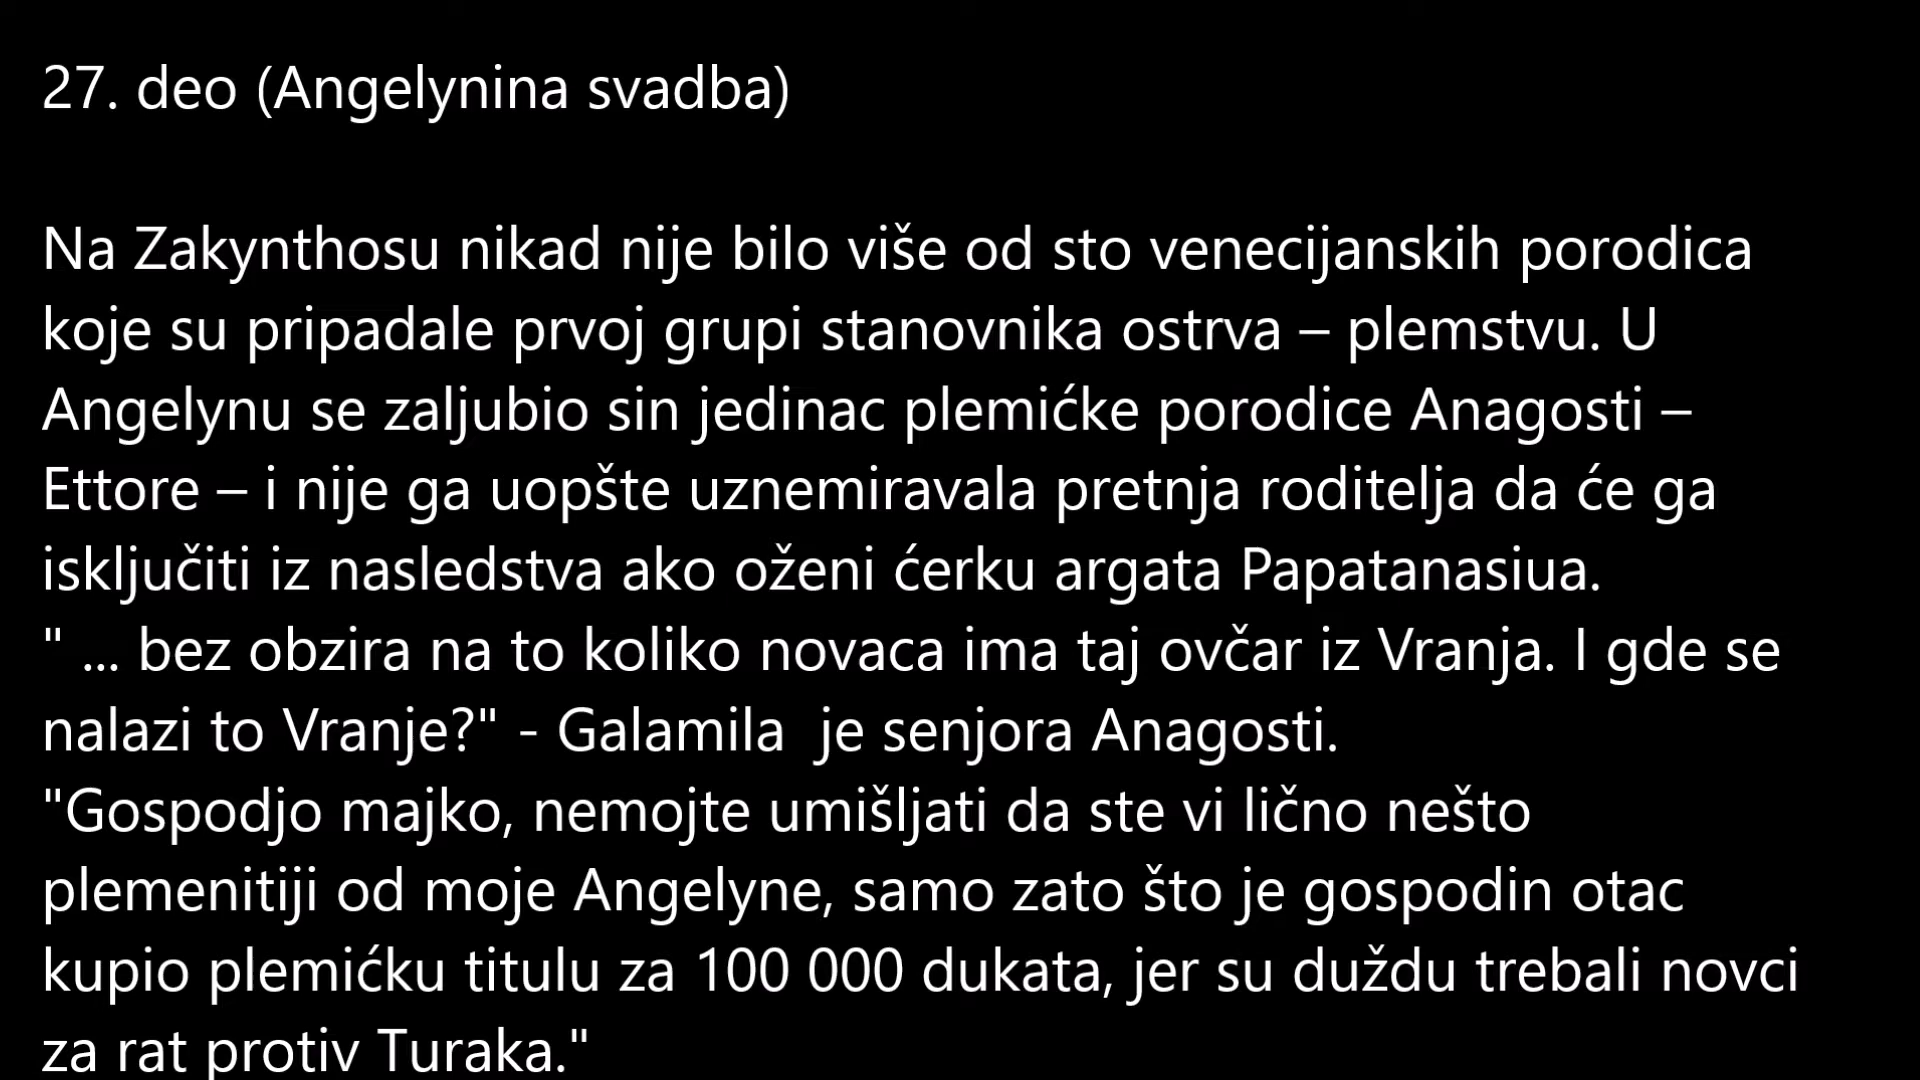 27. deo (Angelynina svadba)
Na Zakynthosu nikad nije bilo više od sto venecijanskih porodica
koje su pripadale prvoj grupi stanovnika ostrva – plemstvu. U
Angelynu se zaljubio sin jedinac plemićke porodice Anagosti –
Ettore – i nije ga uopšte uznemiravala pretnja roditelja da će ga
isključiti iz nasledstva ako oženi ćerku argata Papatanasiua.
" ... bez obzira na to koliko novaca ima taj ovčar iz Vranja. I gde se
nalazi to Vranje?" - Galamila  je senjora Anagosti.
"Gospodjo majko, nemojte umišljati da ste vi lično nešto
plemenitiji od moje Angelyne, samo zato što je gospodin otac
kupio plemićku titulu za 100 000 dukata, jer su duždu trebali novci
za rat protiv Turaka."